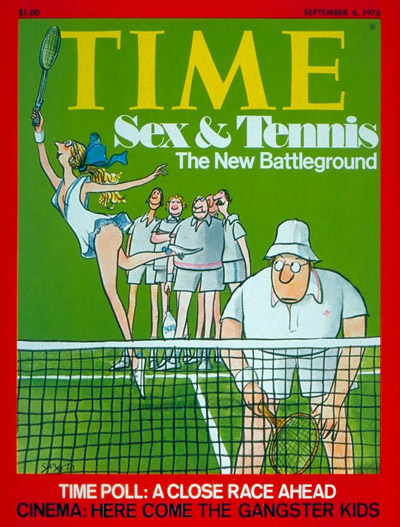 $1.00
SEPTEMBER 6, 1976
TIME
®
Sex & Tennis
The New Battleground
TIME POLL: A CLOSE RACE AHEAD
CINEMA: HERE COME THE GANGSTER KIDS